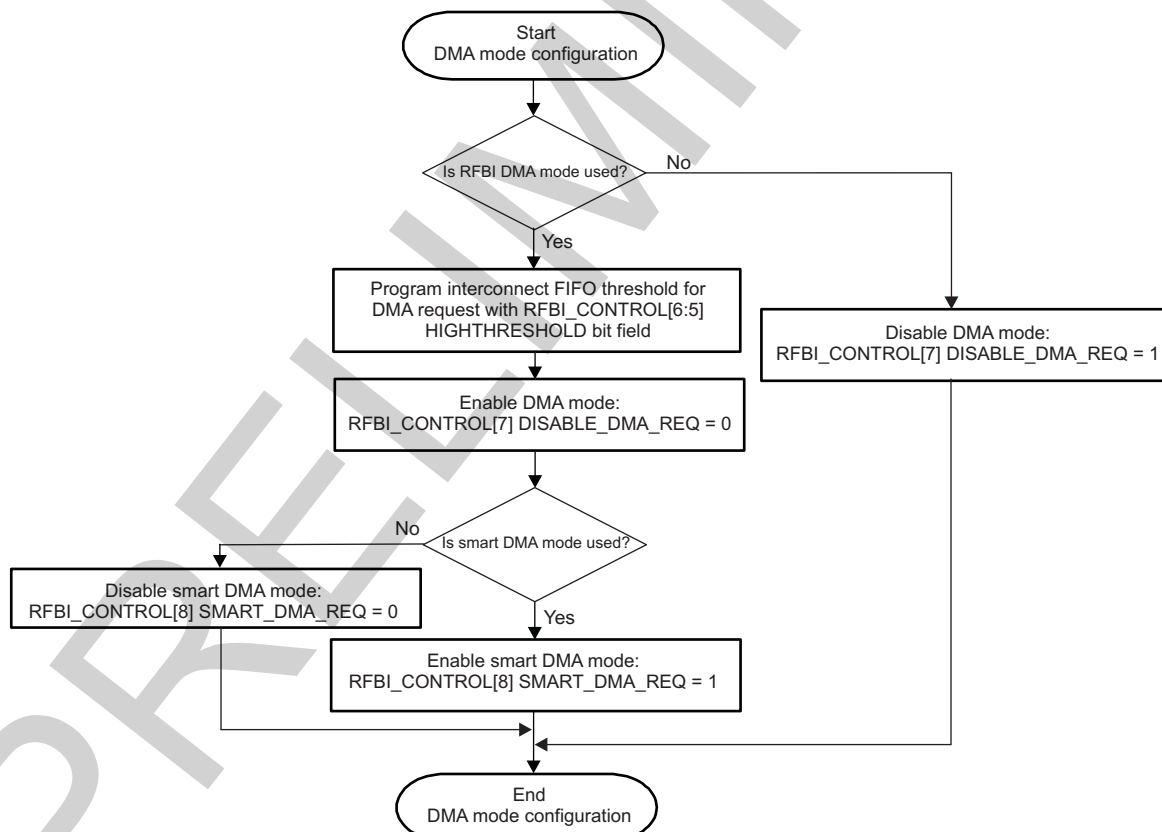 Start
DMA mode configuration
Is RFBI DMA mode used?
No
Yes
Program interconnect FIFO threshold for
DMA request with RFBI_CONTROL[6:5]
HIGHTHRESHOLD bit field
Disable DMA mode:
RFBI_CONTROL[7] DISABLE_DMA_REQ = 1
Enable DMA mode:
RFBI_CONTROL[7] DISABLE_DMA_REQ = 0
No
Is smart DMA mode used?
Disable smart DMA mode:
RFBI_CONTROL[8] SMART_DMA_REQ = 0
Yes
Enable smart DMA mode:
RFBI_CONTROL[8] SMART_DMA_REQ = 1
End
DMA mode configuration
PRELIMI